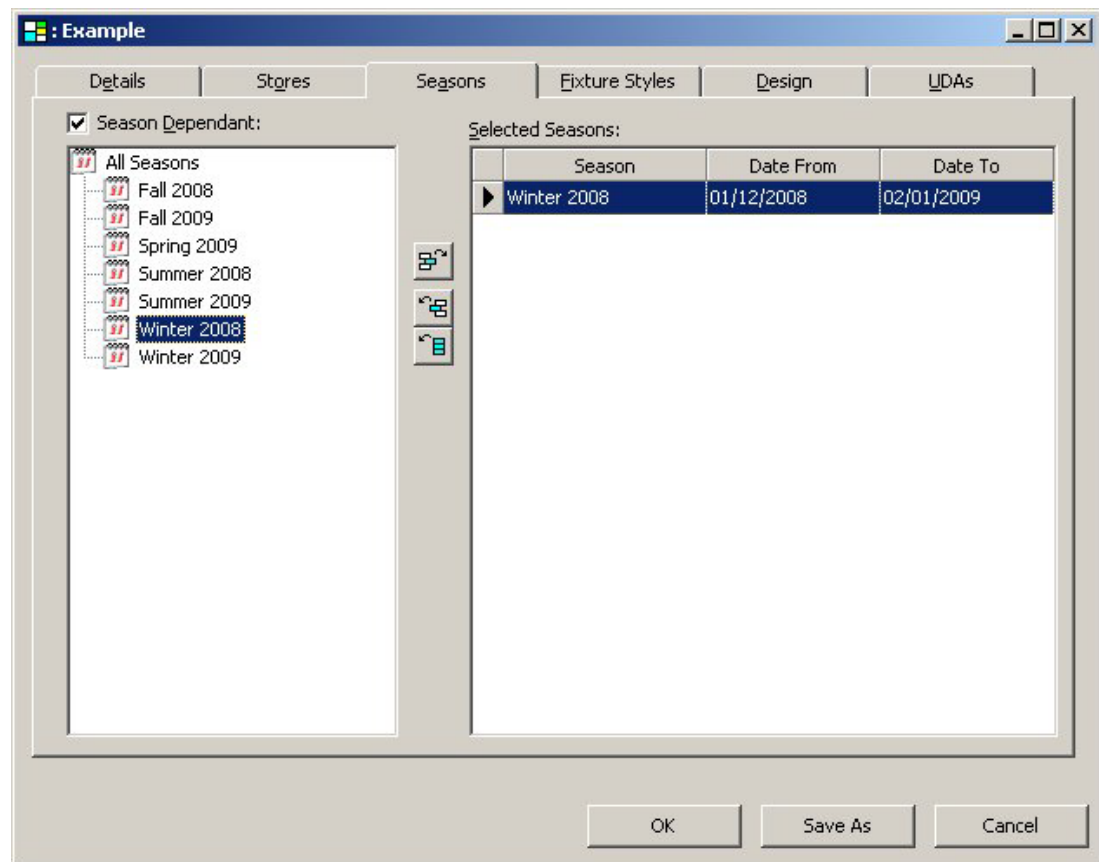 : Example
Details Stores Seasons Fixture Styles Design UDAs
Season Dependant:
Selected Seasons:
All Seasons
Fall 2008
Fall 2009
Spring 2009
Summer 2008
Summer 2009
Winter 2008
Winter 2009
Season Date From Date To
Winter 2008 01/12/2008 02/01/2009
OK Save As Cancel